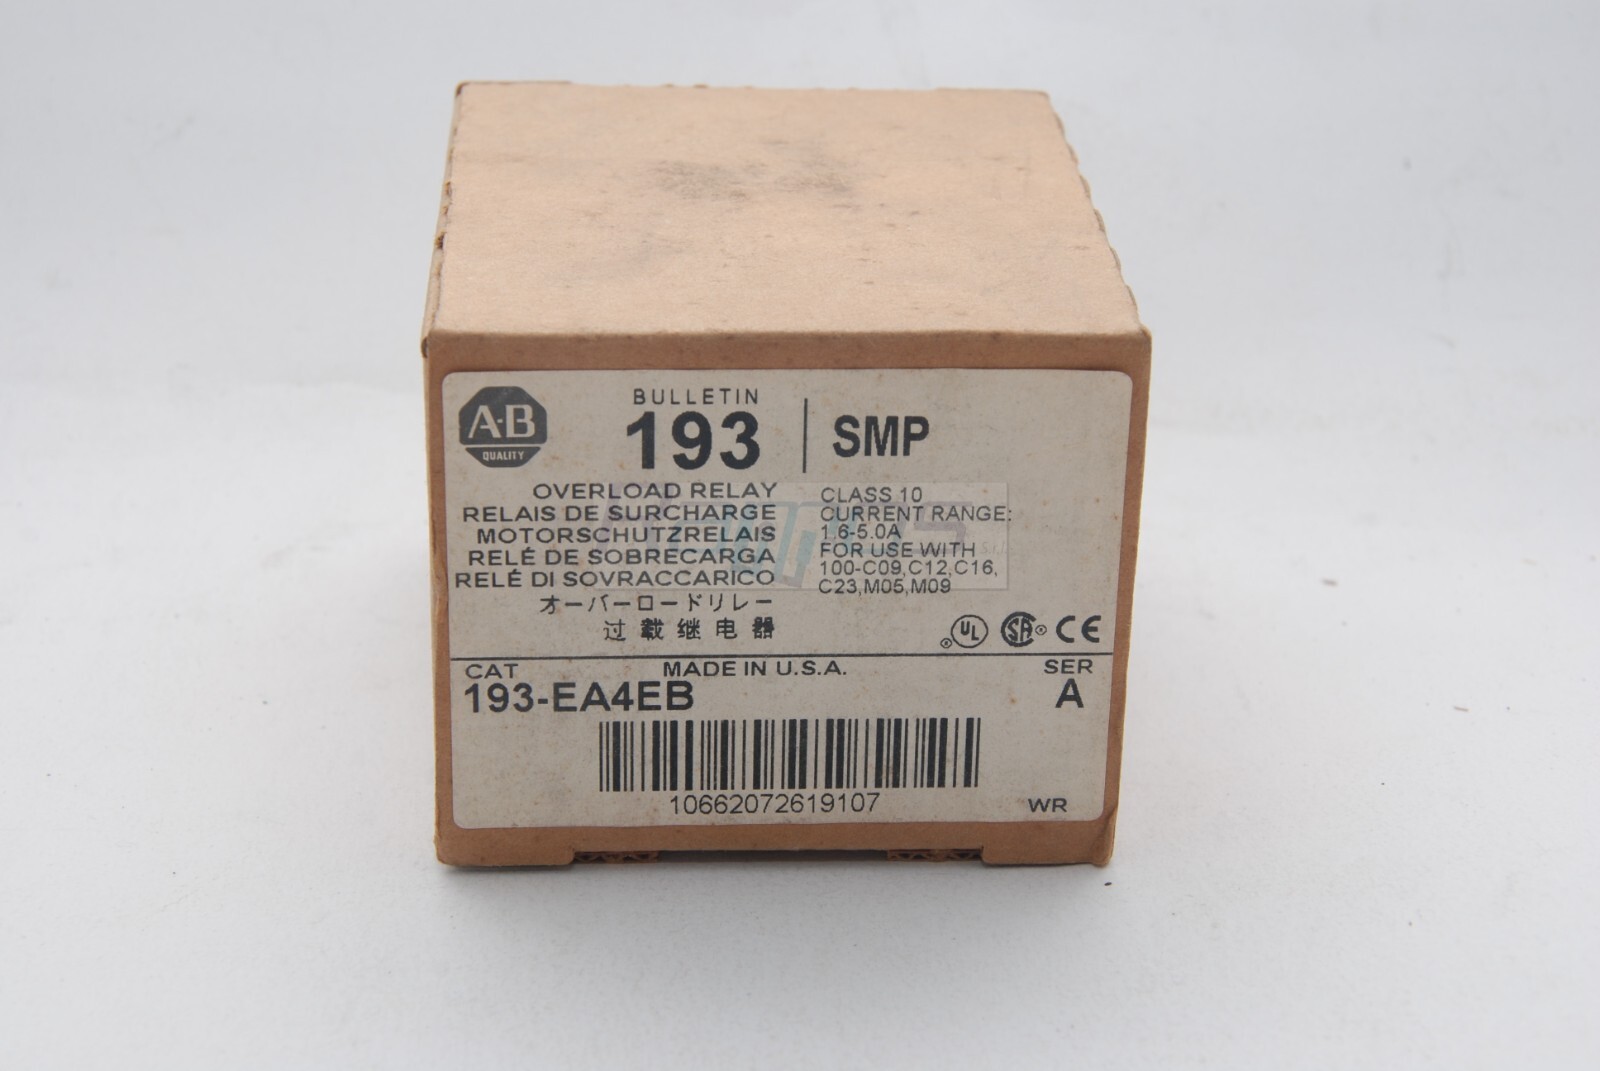 A-B
QUALITY
BULLETIN
193
SMP
OVERLOAD RELAY
RELAIS DE SURCHARGE
MOTORSCHUTZRELAIS
RELÉ DE SOBRECARGA
RELÉ DI SOVRACCARICO
オーバーロードリレー
过载继电器
CLASS 10
CURRENT RANGE:
1.6-5.0A
FOR USE WITH
100-C09,C12,C16,
C23,M05,M09
UL
SA
CE
CAT
MADE IN U.S.A.
SER
193-EA4EB
A
10662072619107
WR